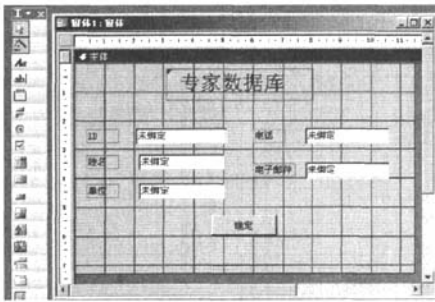 窗体1：窗体
主体
专家数据库
ID 未绑定 电话 未绑定
姓名 未绑定 电子邮件 未绑定
单位 未绑定
确定
Aa
ab|